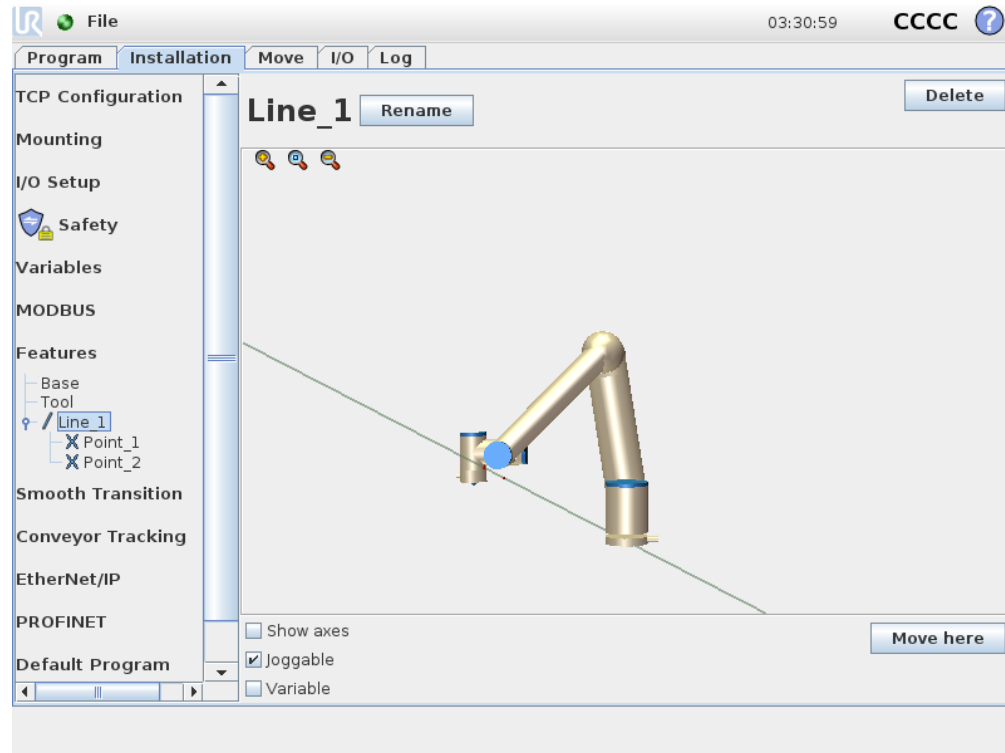 UR File 03:30:59 CCCC ?
Program Installation Move I/O Log
TCP Configuration
Mounting
I/O Setup
Safety
Variables
MODBUS
Features
Base
Tool
Line_1
Point_1
Point_2
Smooth Transition
Conveyor Tracking
EtherNet/IP
PROFINET
Default Program
Line_1 Rename Delete
Show axes
Joggable
Variable
Move here